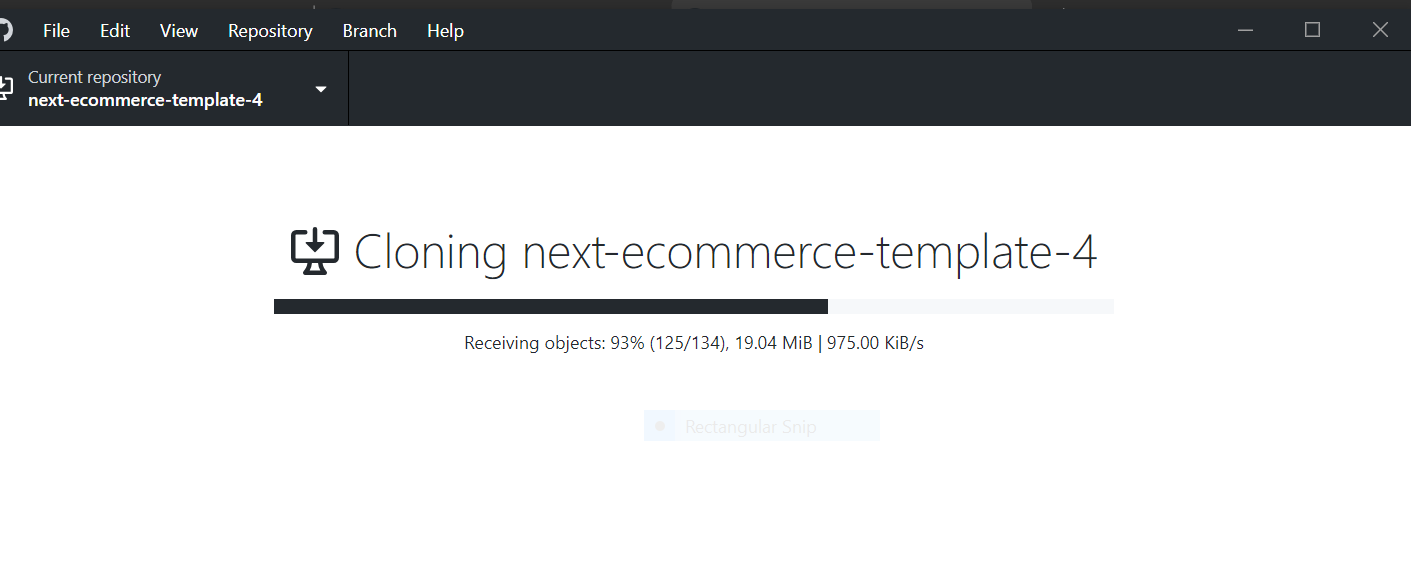 File Edit View Repository Branch Help
Current repository
next-ecommerce-template-4
Cloning next-ecommerce-template-4
Receiving objects: 93% (125/134), 19.04 MiB | 975.00 KiB/s
Rectangular Snip